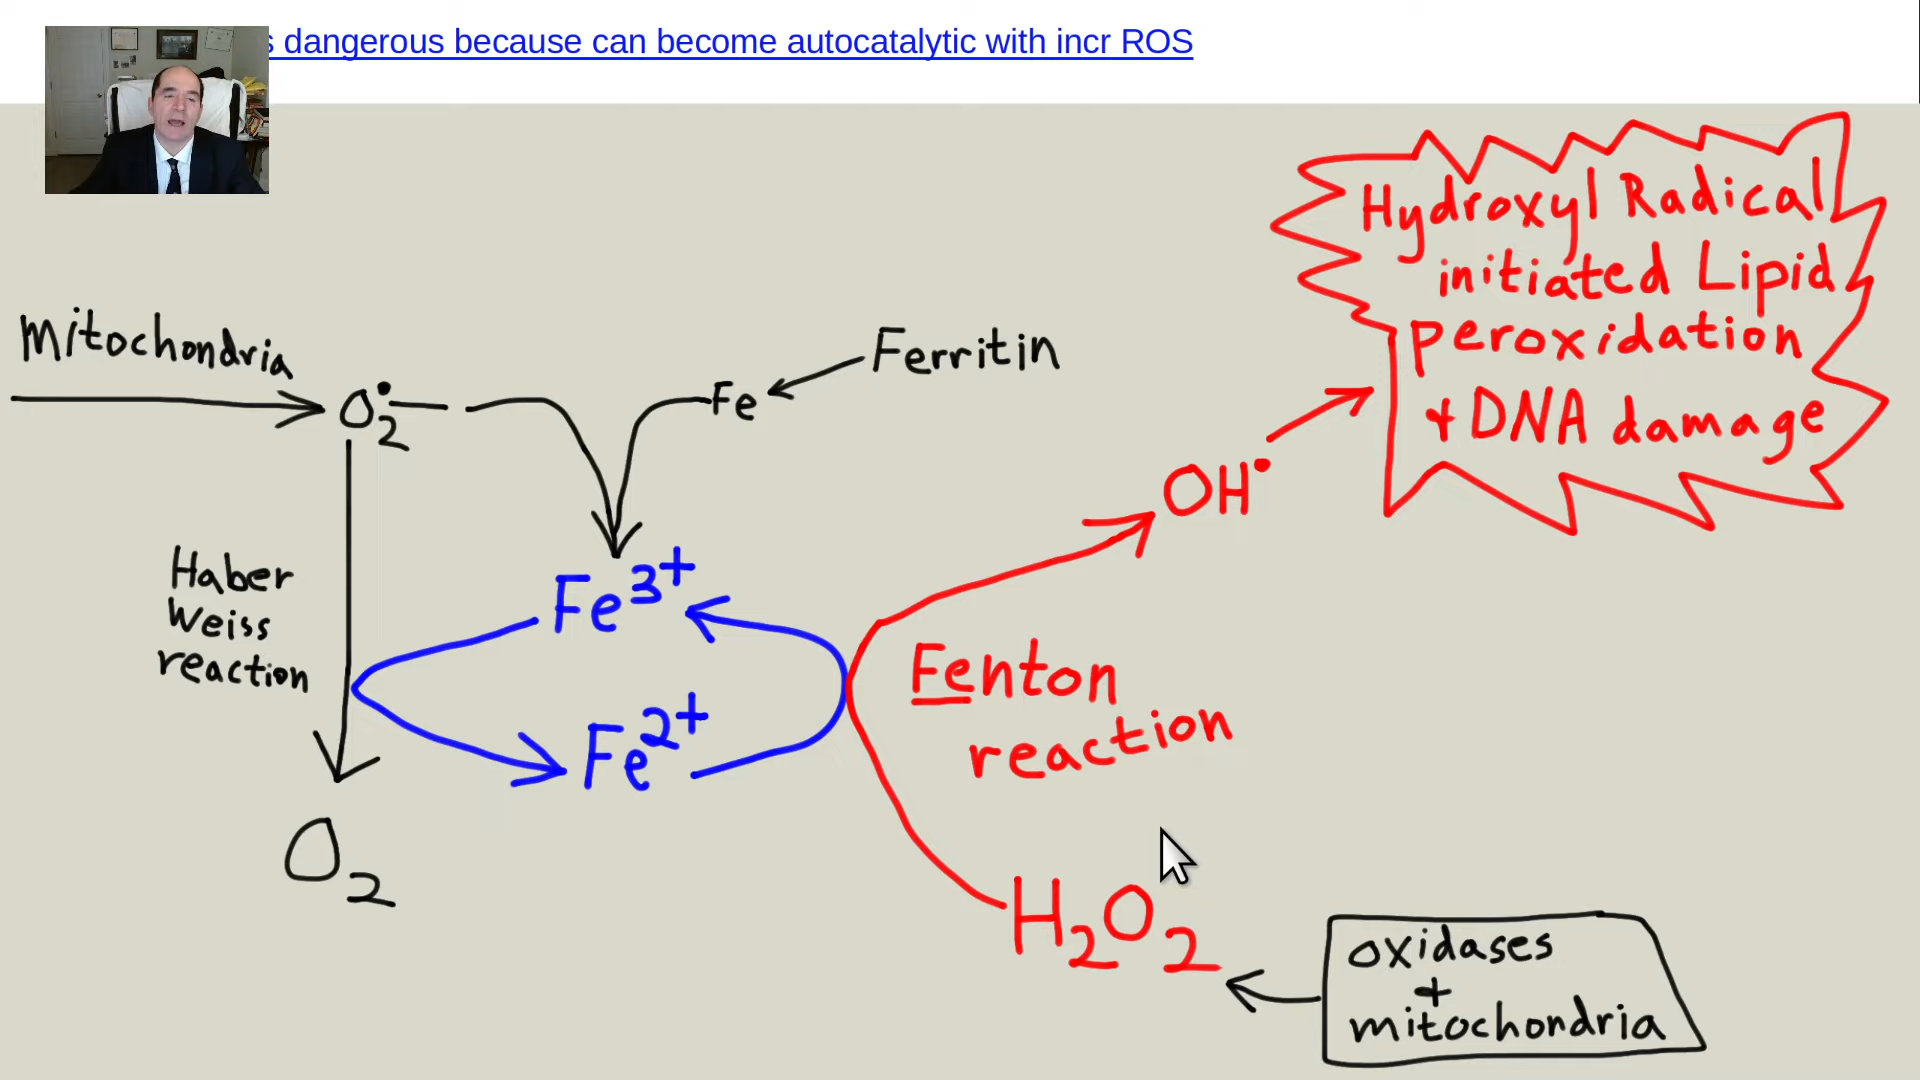 s dangerous because can become autocatalytic with incr ROS
Hydroxyl Radical
initiated Lipid
peroxidation
+ DNA damage
Mitochondria
O2•−
Fe
Ferritin
OH•
Haber
Weiss
reaction
Fe3+
Fe2+
Fenton
reaction
O2
H2O2
oxidases
+
mitochondria